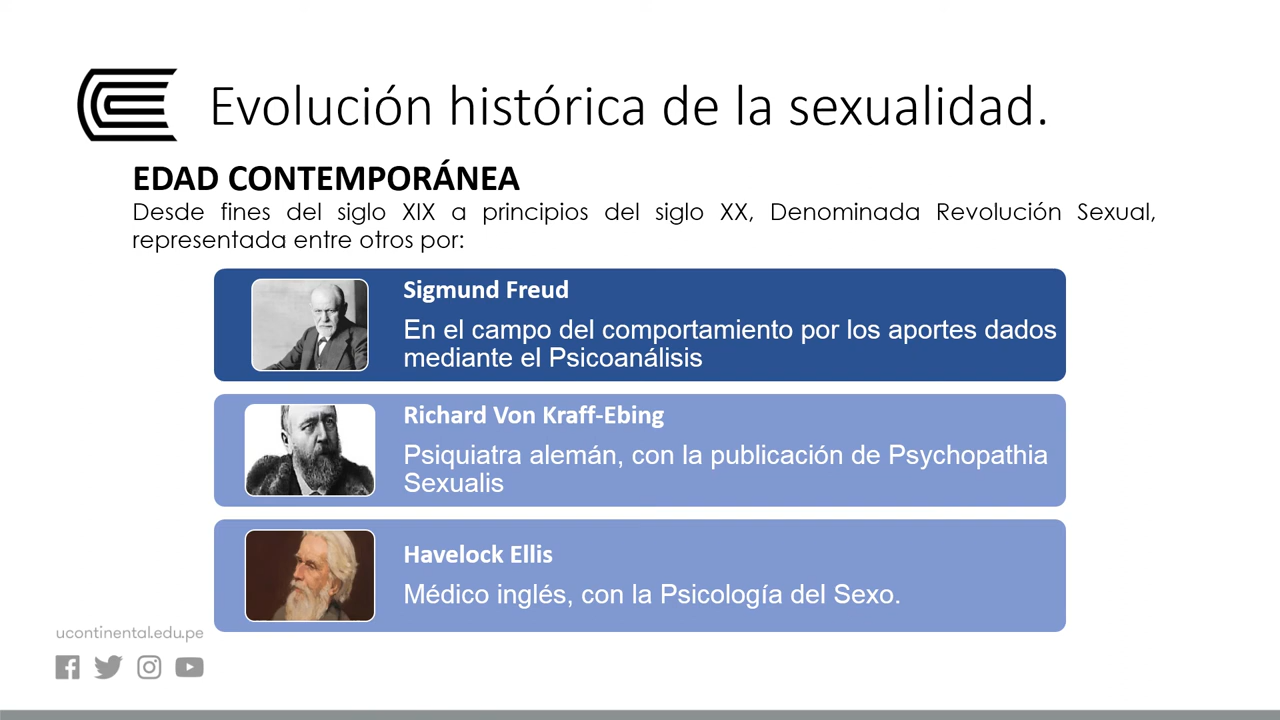 Evolución histórica de la sexualidad.
EDAD CONTEMPORÁNEA
Desde fines del siglo XIX a principios del siglo XX, Denominada Revolución Sexual,
representada entre otros por:
Sigmund Freud
En el campo del comportamiento por los aportes dados
mediante el Psicoanálisis
Richard Von Kraff-Ebing
Psiquiatra alemán, con la publicación de Psychopathia
Sexualis
Havelock Ellis
Médico inglés, con la Psicología del Sexo.
ucontinental.edu.pe